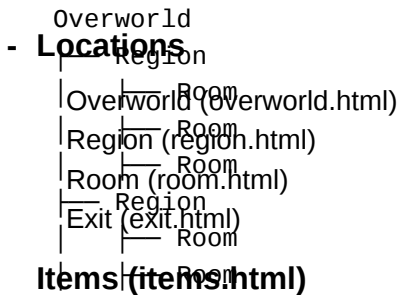 Overworld
- Locations
├── Region
│   ├── Room
Overworld (overworld.html)
│   ├── Room
Region (region.html)
│   ├── Room
Room (room.html)
├── Region
Exit (exit.html)
│   ├── Room
│   ├── Room
Items (items.html)